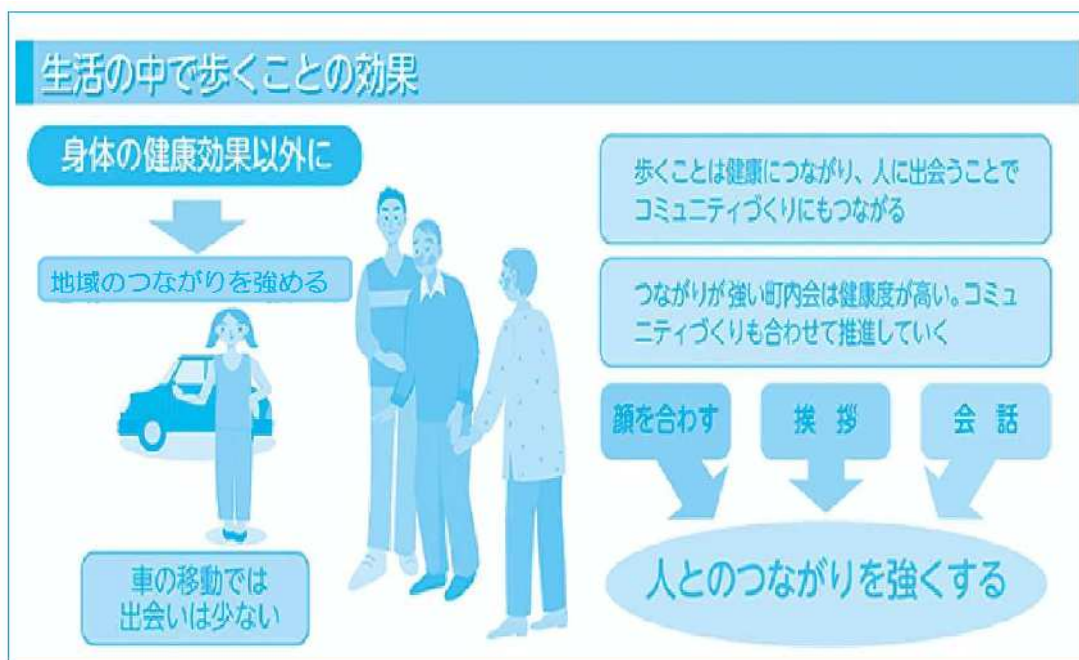 生活の中で歩くことの効果
身体の健康効果以外に
地域のつながりを強める
車の移動では
出会いは少ない
歩くことは健康につながり、人に出会うことで
コミュニティづくりにもつながる
つながりが強い町内会は健康度が高い。コミュ
ニティづくりも合わせて推進していく
顔を合わす
挨拶
会話
人とのつながりを強くする